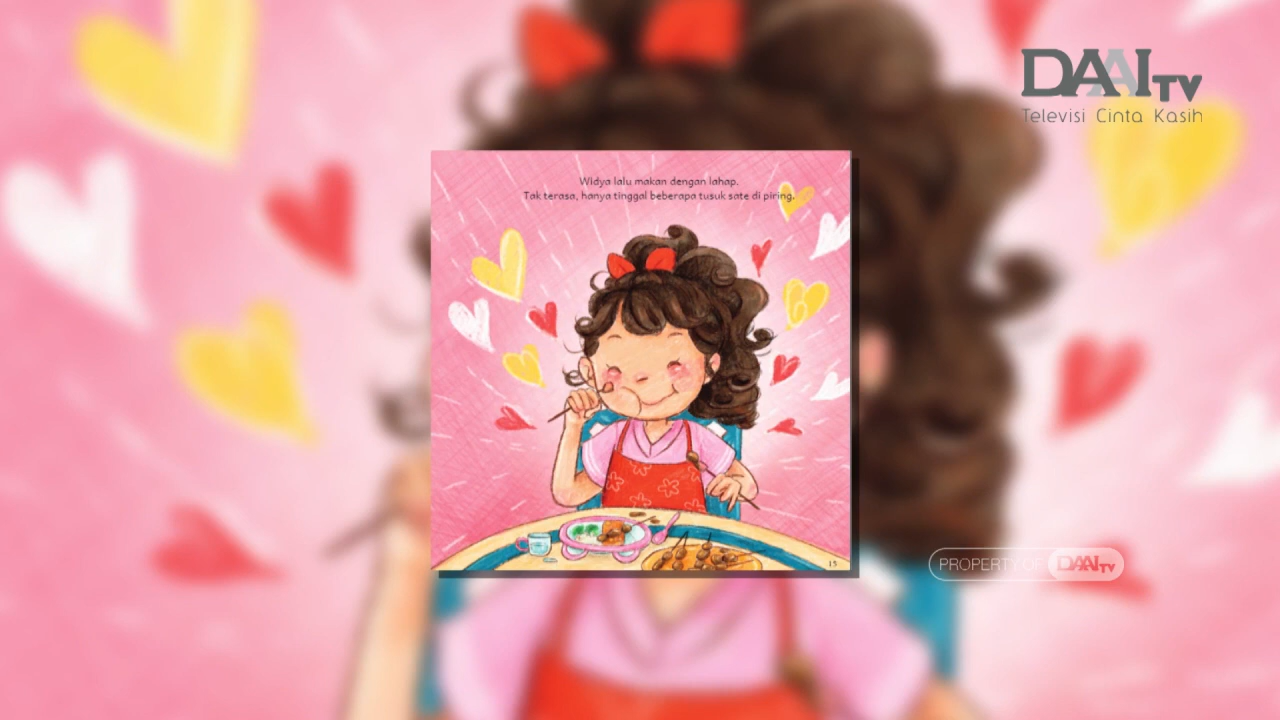 DAAI TV
Televisi Cinta Kasih
Widya lalu makan dengan lahap.
Tak terasa, hanya tinggal beberapa tusuk sate di piring.
PROPERTY OF DAAI TV
15